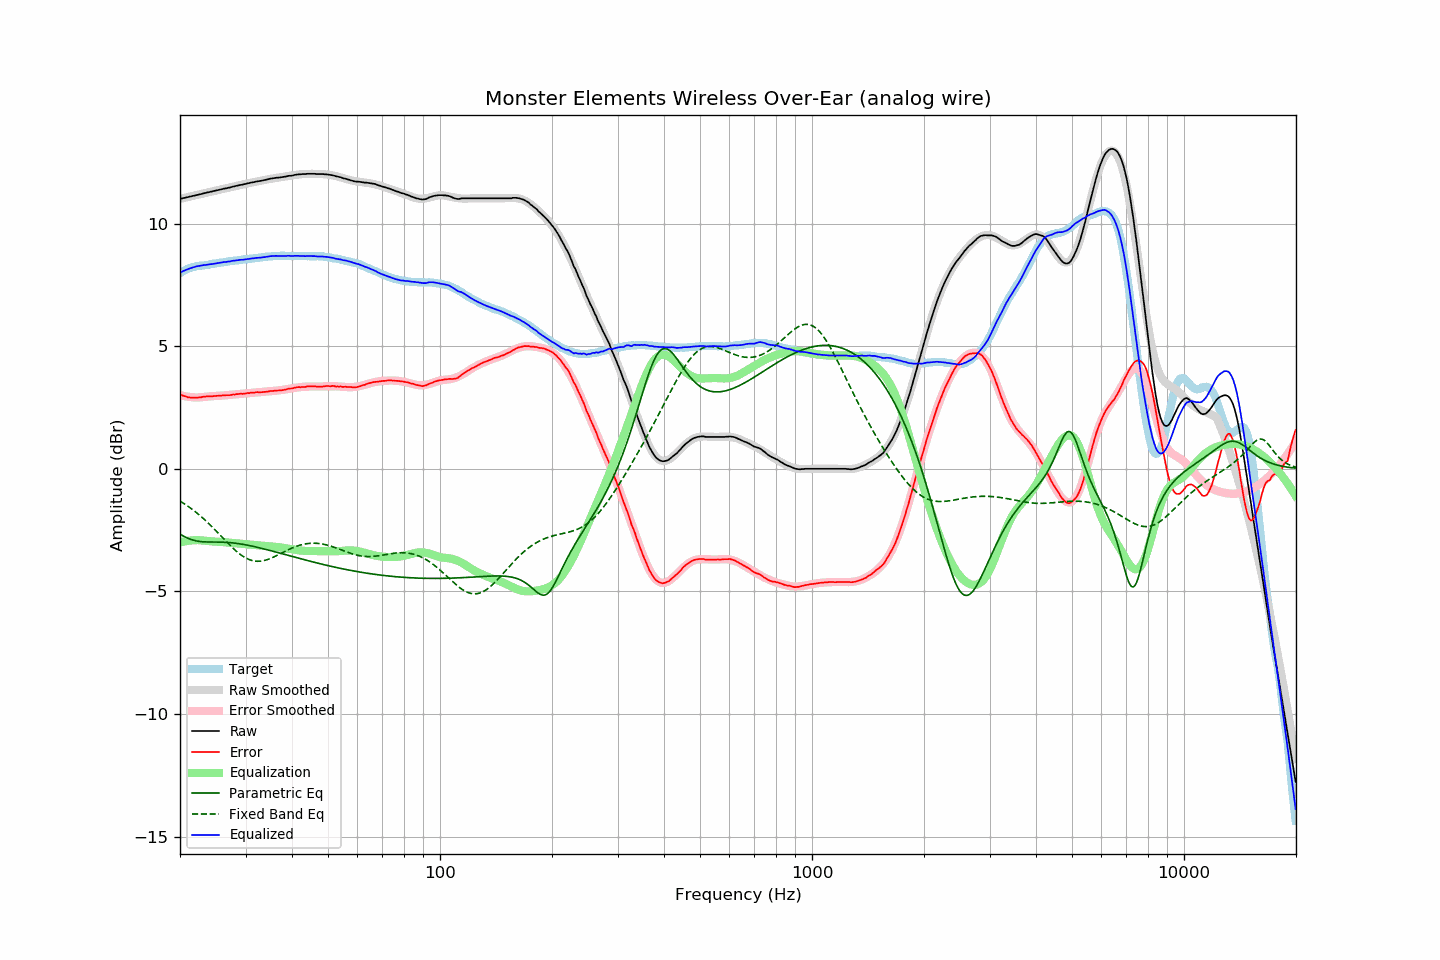 Monster Elements Wireless Over-Ear (analog wire)
Amplitude (dBr)
10
5
0
−5
−10
−15
Target
Raw Smoothed
Error Smoothed
Raw
Error
Equalization
Parametric Eq
Fixed Band Eq
Equalized
100
1000
10000
Frequency (Hz)